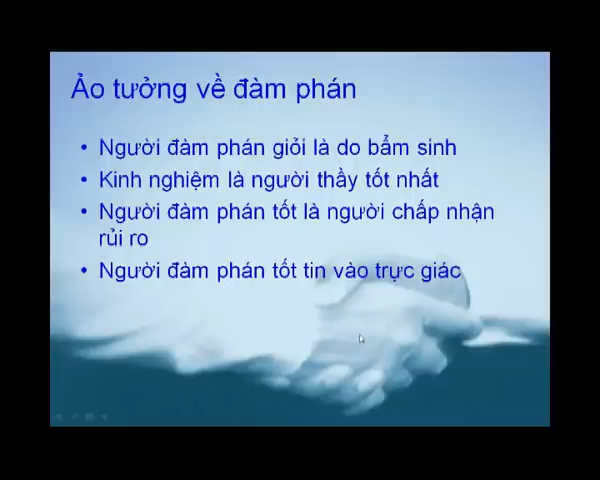 Ảo tưởng về đàm phán
• Người đàm phán giỏi là do bẩm sinh
• Kinh nghiệm là người thầy tốt nhất
• Người đàm phán tốt là người chấp nhận
rủi ro
• Người đàm phán tốt tin vào trực giác